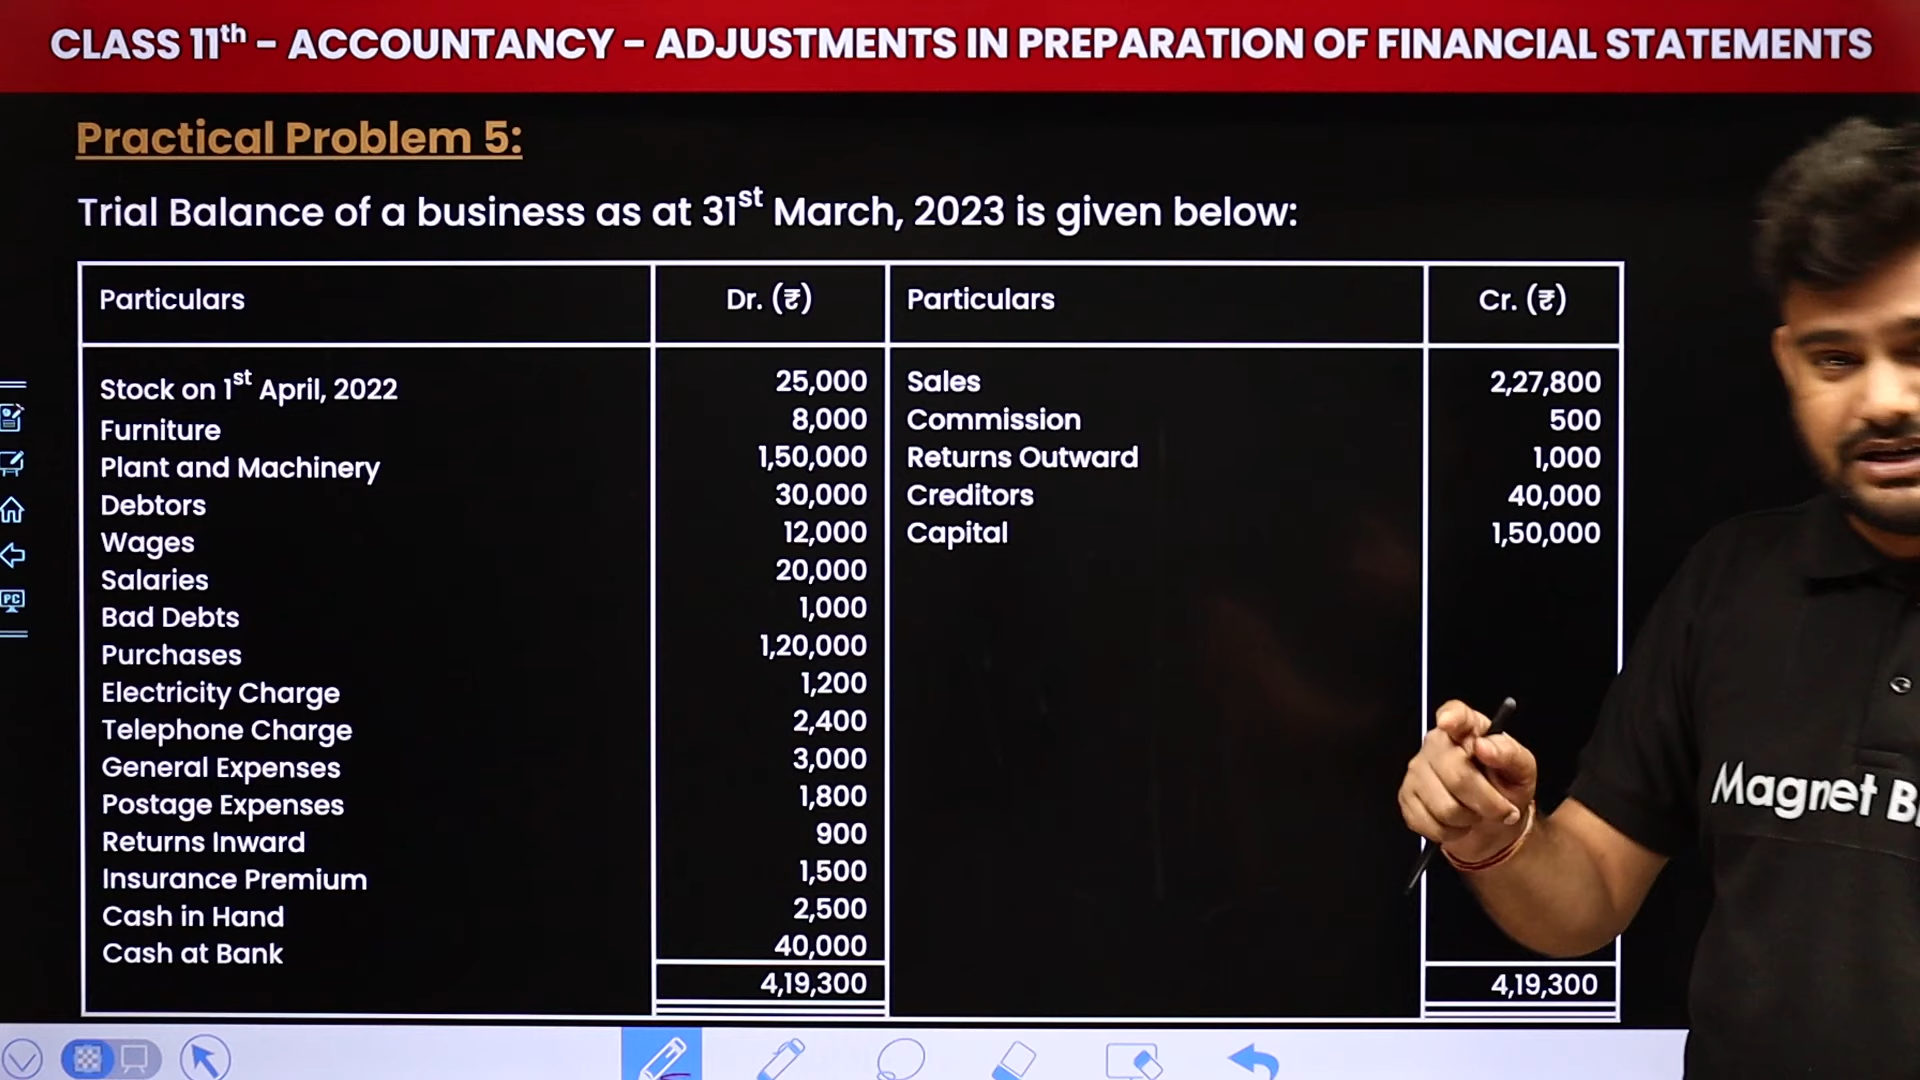 CLASS 11th - ACCOUNTANCY - ADJUSTMENTS IN PREPARATION OF FINANCIAL STATEMENTS
Practical Problem 5:
Trial Balance of a business as at 31st March, 2023 is given below:
Particulars Dr. (₹) Particulars Cr. (₹)
Stock on 1st April, 2022 25,000 Sales 2,27,800
Furniture 8,000 Commission 500
Plant and Machinery 1,50,000 Returns Outward 1,000
Debtors 30,000 Creditors 40,000
Wages 12,000 Capital 1,50,000
Salaries 20,000
Bad Debts 1,000
Purchases 1,20,000
Electricity Charge 1,200
Telephone Charge 2,400
General Expenses 3,000
Postage Expenses 1,800
Returns Inward 900
Insurance Premium 1,500
Cash in Hand 2,500
Cash at Bank 40,000
4,19,300 4,19,300
PC
Magnet B